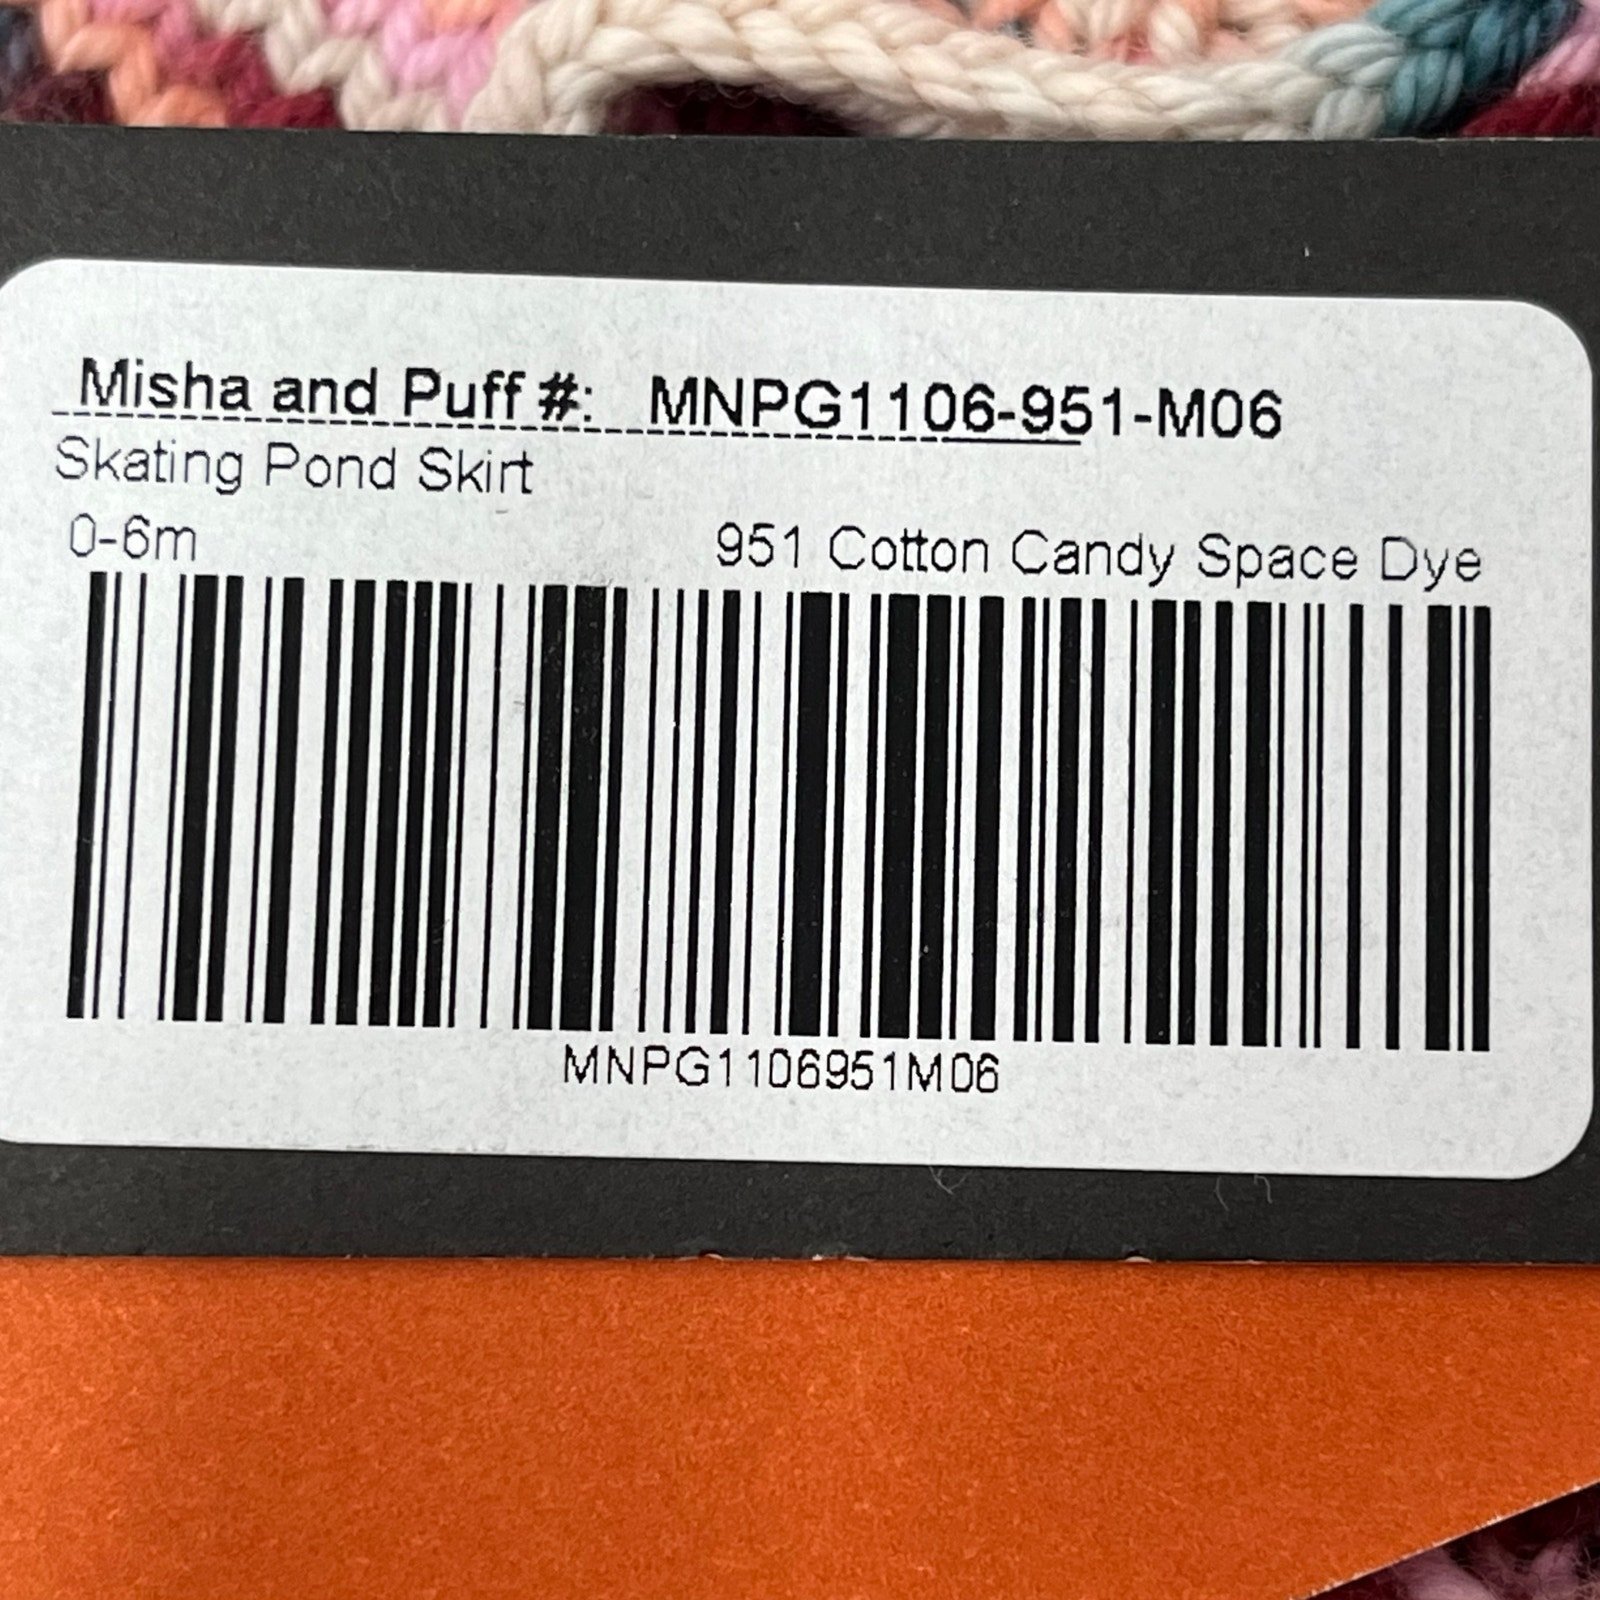 Misha and Puff #: MNPG1106-951-M06
Skating Pond Skirt
0-6m 951 Cotton Candy Space Dye
MNPG1106951M06